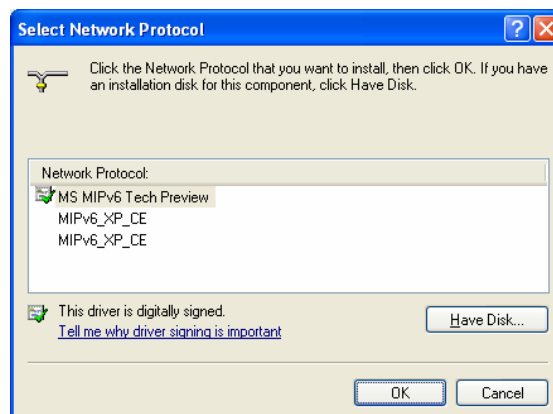 Select Network Protocol
Click the Network Protocol that you want to install, then click OK. If you have
an installation disk for this component, click Have Disk.
Network Protocol:
MS MIPv6 Tech Preview
MIPv6_XP_CE
MIPv6_XP_CE
This driver is digitally signed.
Tell me why driver signing is important
Have Disk...
OK
Cancel